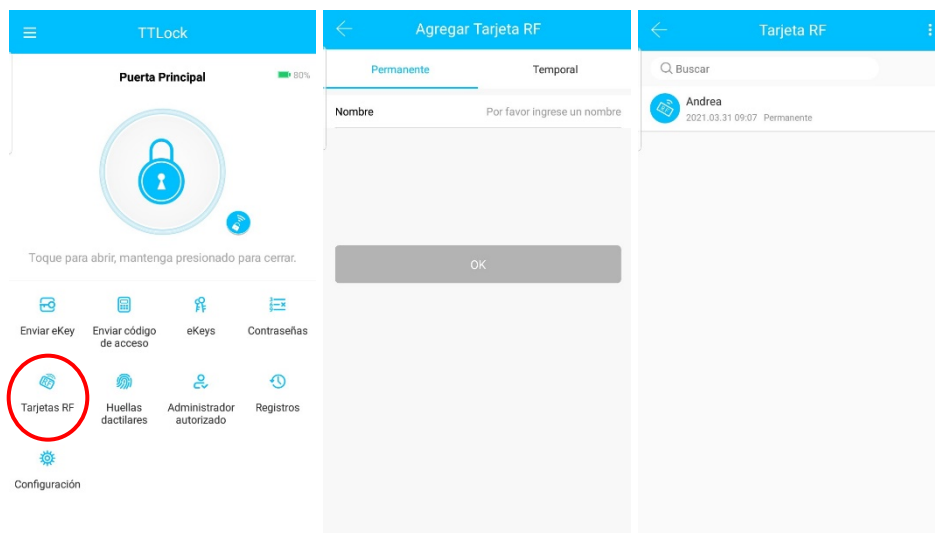 TTLock
Puerta Principal
80%
Toque para abrir, mantenga presionado para cerrar.
Enviar eKey
Enviar código
de acceso
eKeys
Contraseñas
Tarjetas RF
Huellas
dactilares
Administrador
autorizado
Registros
Configuración
Agregar Tarjeta RF
Permanente
Temporal
Nombre
Por favor ingrese un nombre
OK
Tarjeta RF
Buscar
Andrea
2021.03.31 09:07 Permanente